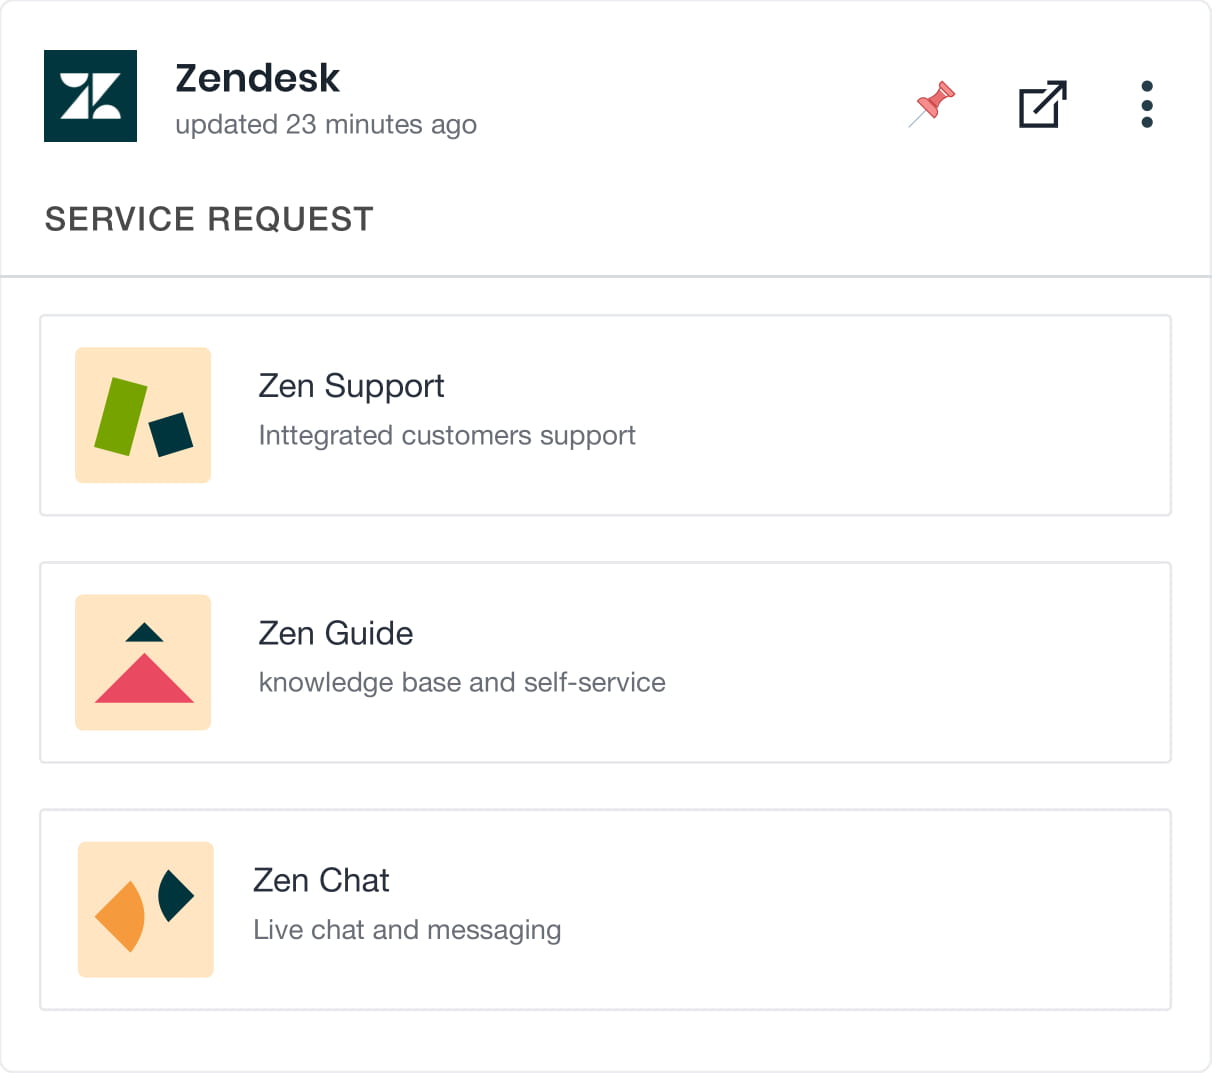 Zendesk
updated 23 minutes ago
SERVICE REQUEST
Zen Support
Inttegrated customers support
Zen Guide
knowledge base and self-service
Zen Chat
Live chat and messaging